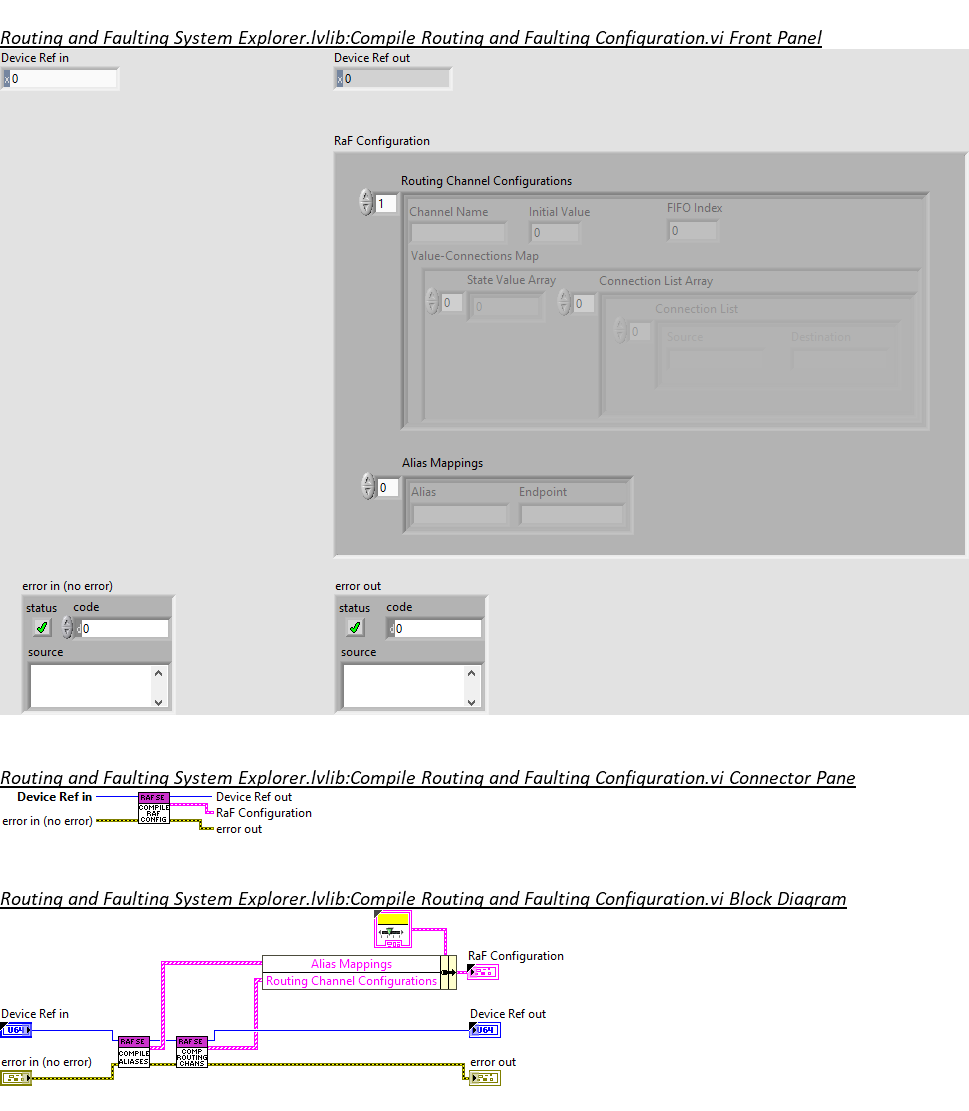 Routing and Faulting System Explorer.lvlib:Compile Routing and Faulting Configuration.vi Front Panel
Device Ref in
Device Ref out
x 0
x 0
RaF Configuration
Routing Channel Configurations
1
Channel Name
Initial Value
FIFO Index
0
0
Value-Connections Map
State Value Array
Connection List Array
0
0
0
Connection List
0
Source
Destination
Alias Mappings
0
Alias
Endpoint
error in (no error)
error out
status
code
status
code
d 0
d 0
source
source
Routing and Faulting System Explorer.lvlib:Compile Routing and Faulting Configuration.vi Connector Pane
Device Ref in
RAF SE
Device Ref out
COMPILE
RaF Configuration
RAF
error in (no error)
CONFIG
error out
Routing and Faulting System Explorer.lvlib:Compile Routing and Faulting Configuration.vi Block Diagram
RaF Configuration
Alias Mappings
Routing Channel Configurations
Device Ref in
Device Ref out
U64
U64
RAF SE
RAF SE
COMPILE
ALIASES
COMP
ROUTING
CHANS
error in (no error)
error out